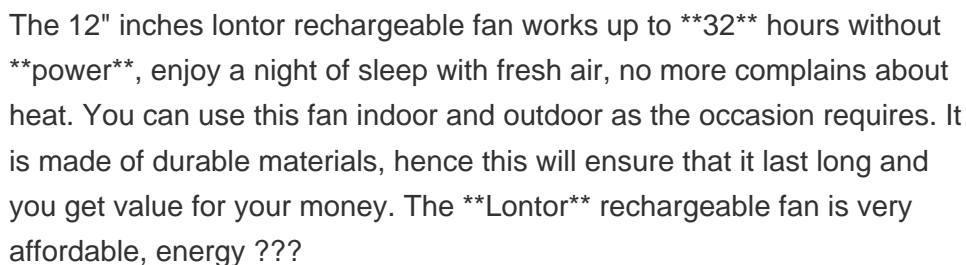 The 12" inches lontor rechargeable fan works up to **32** hours without
**power**, enjoy a night of sleep with fresh air, no more complains about
heat. You can use this fan indoor and outdoor as the occasion requires. It
is made of durable materials, hence this will ensure that it last long and
you get value for your money. The **Lontor** rechargeable fan is very
affordable, energy ???